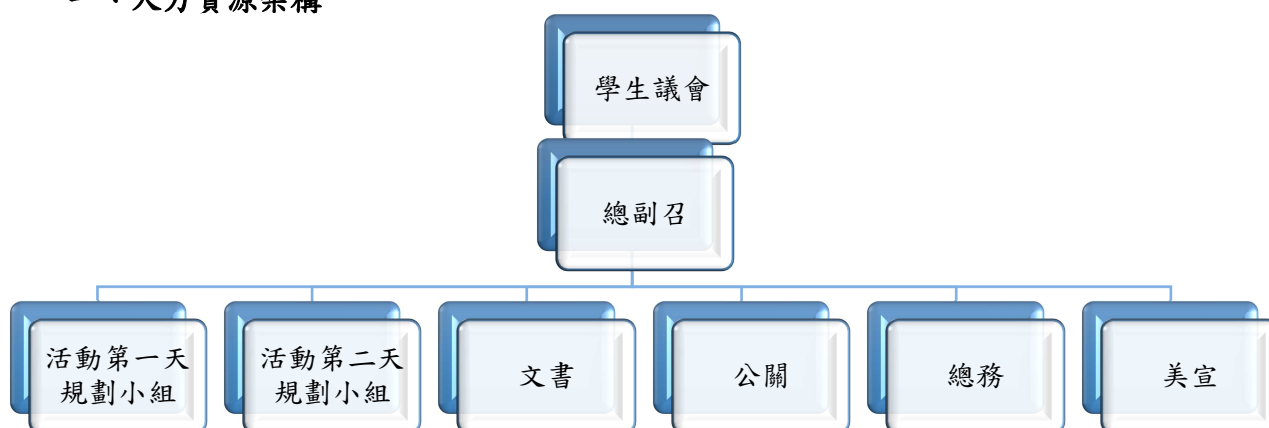 人力資源架構
學生議會
總副召
活動第一天
規劃小組
活動第二天
規劃小組
文書
公關
總務
美宣